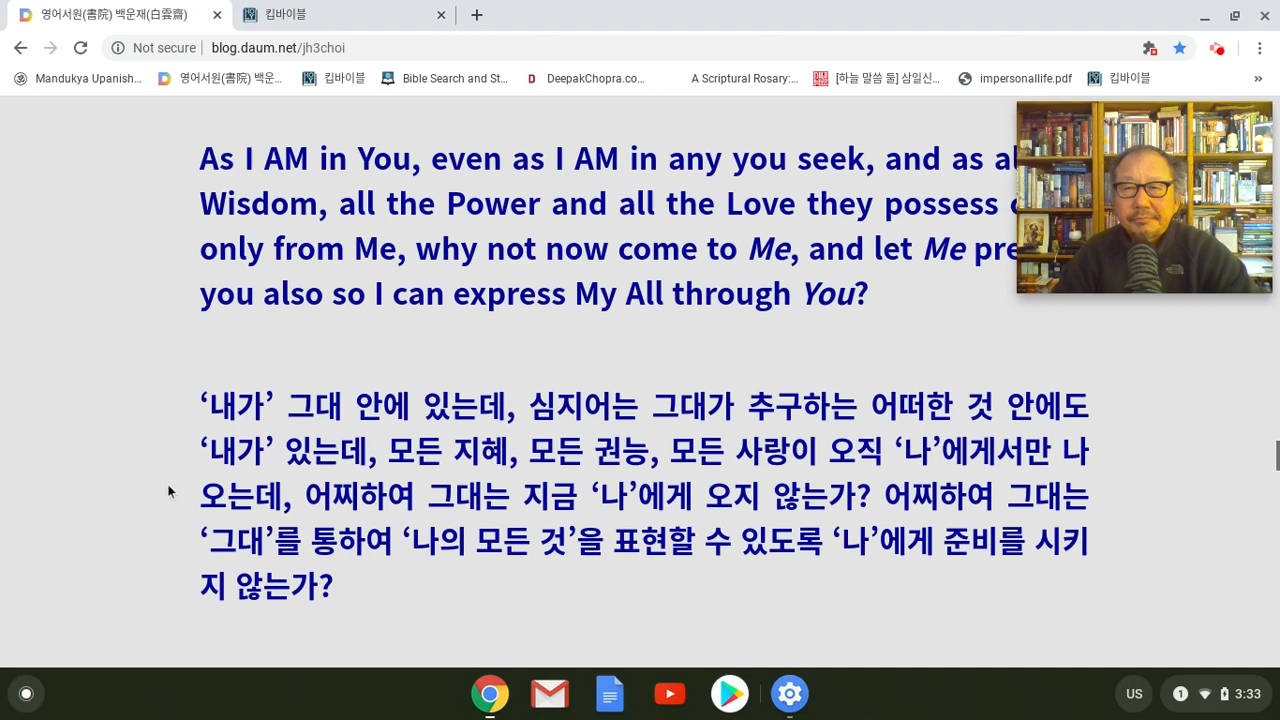 영어서원(書院) 백운재(白雲齋)
킵바이블
Not secure
blog.daum.net/jh3choi
Mandukya Upanish...
영어서원(書院) 백운...
킵바이블
Bible Search and St...
DeepakChopra.co...
A Scriptural Rosary:...
[하늘 말씀 둘] 삼일신...
impersonallife.pdf
킵바이블
As I AM in You, even as I AM in any you seek, and as
Wisdom, all the Power and all the Love they possess
only from Me, why not now come to Me, and let Me
you also so I can express My All through You?
‘내가’ 그대 안에 있는데, 심지어는 그대가 추구하는 어떠한 것 안에도
‘내가’ 있는데, 모든 지혜, 모든 권능, 모든 사랑이 오직 ‘나’에게서만 나
오는데, 어찌하여 그대는 지금 ‘나’에게 오지 않는가? 어찌하여 그대는
‘그대’를 통하여 ‘나의 모든 것’을 표현할 수 있도록 ‘나’에게 준비를 시키
지 않는가?
US
1
3:33